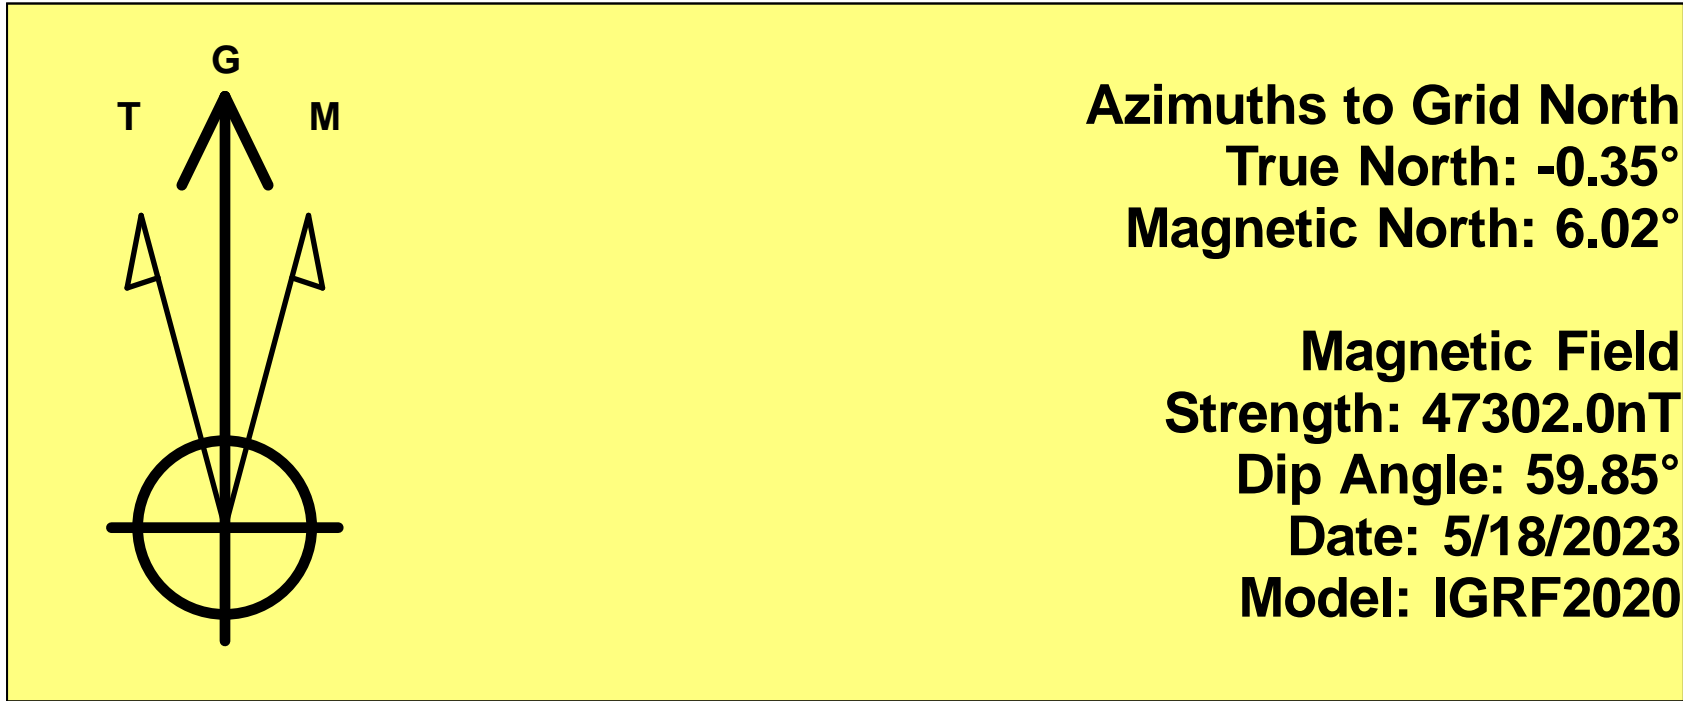 G
T M
Azimuths to Grid North
True North: -0.35°
Magnetic North: 6.02°
Magnetic Field
Strength: 47302.0nT
Dip Angle: 59.85°
Date: 5/18/2023
Model: IGRF2020